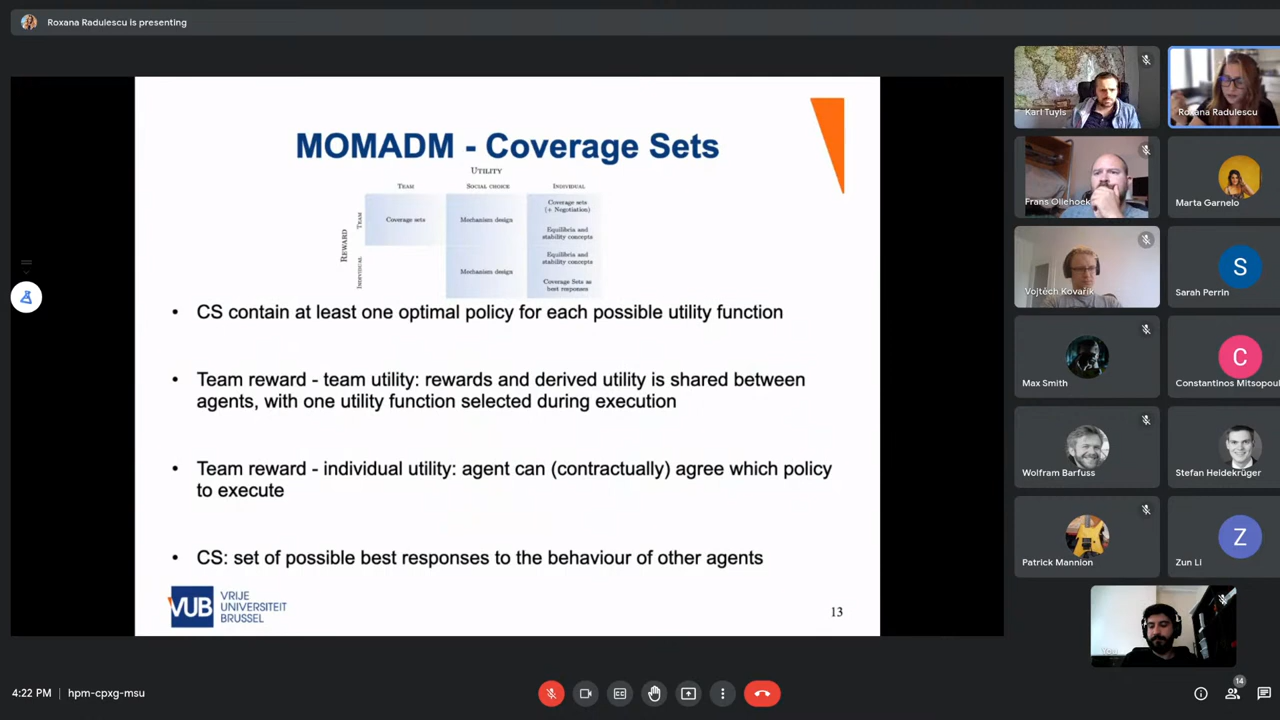 Roxana Radulescu is presenting
MOMADM - Coverage Sets
UTILITY
TEAM
SOCIAL CHOICE
INDIVIDUAL
REWARD
TEAM
INDIVIDUAL
Coverage sets
Mechanism design
Coverage sets
(+ Negotiation)
Equilibria and
stability concepts
Mechanism design
Equilibria and
stability concepts
Coverage Sets as
best responses
• CS contain at least one optimal policy for each possible utility function
• Team reward - team utility: rewards and derived utility is shared between
agents, with one utility function selected during execution
• Team reward - individual utility: agent can (contractually) agree which policy
to execute
• CS: set of possible best responses to the behaviour of other agents
VUB
VRIJE
UNIVERSITEIT
BRUSSEL
13
Karl Tuyls
Roxana Radulescu
Frans Oliehoek
Marta Garnelo
Vojtěch Kovařík
S
Sarah Perrin
Max Smith
C
Constantinos Mitsopoul
Wolfram Barfuss
Stefan Heidekrüger
Patrick Mannion
Z
Zun Li
You
4:22 PM
hpm-cpxg-msu
CC
14